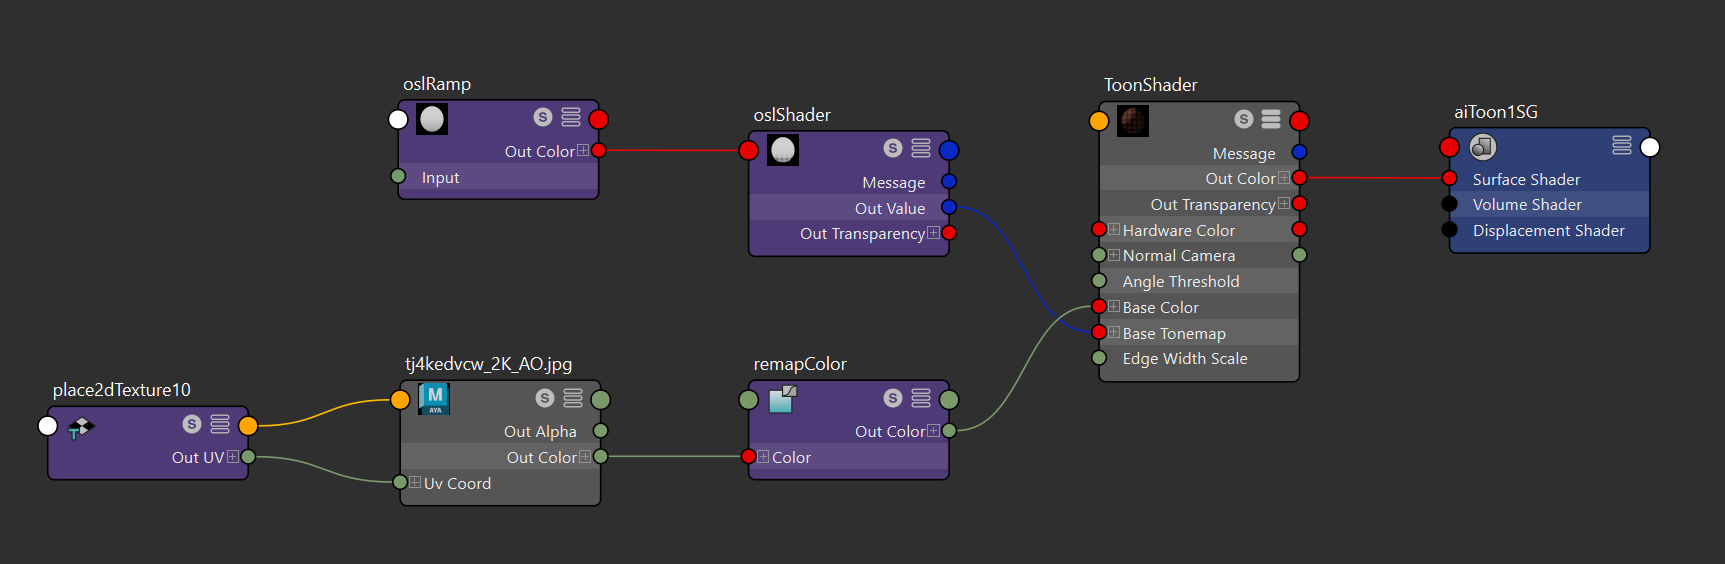 oslRamp
S
Out Color
Input
oslShader
S
Message
Out Value
Out Transparency
ToonShader
S
Message
Out Color
Out Transparency
Hardware Color
Normal Camera
Angle Threshold
Base Color
Base Tonemap
Edge Width Scale
aiToon1SG
Surface Shader
Volume Shader
Displacement Shader
place2dTexture10
T
S
Out UV
tj4kedvcw_2K_AO.jpg
M
AYA
S
Out Alpha
Out Color
Uv Coord
remapColor
S
Out Color
Color